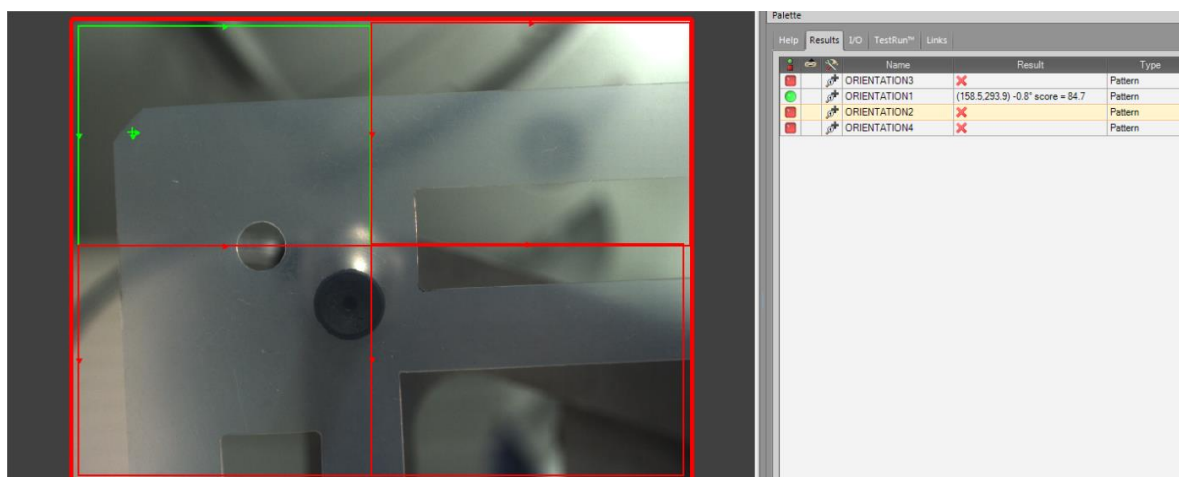 Palette
Help Results I/O TestRun™ Links
Name Result Type
ORIENTATION3 Pattern
ORIENTATION1 (158.5,293.9) -0.8° score = 84.7 Pattern
ORIENTATION2 Pattern
ORIENTATION4 Pattern